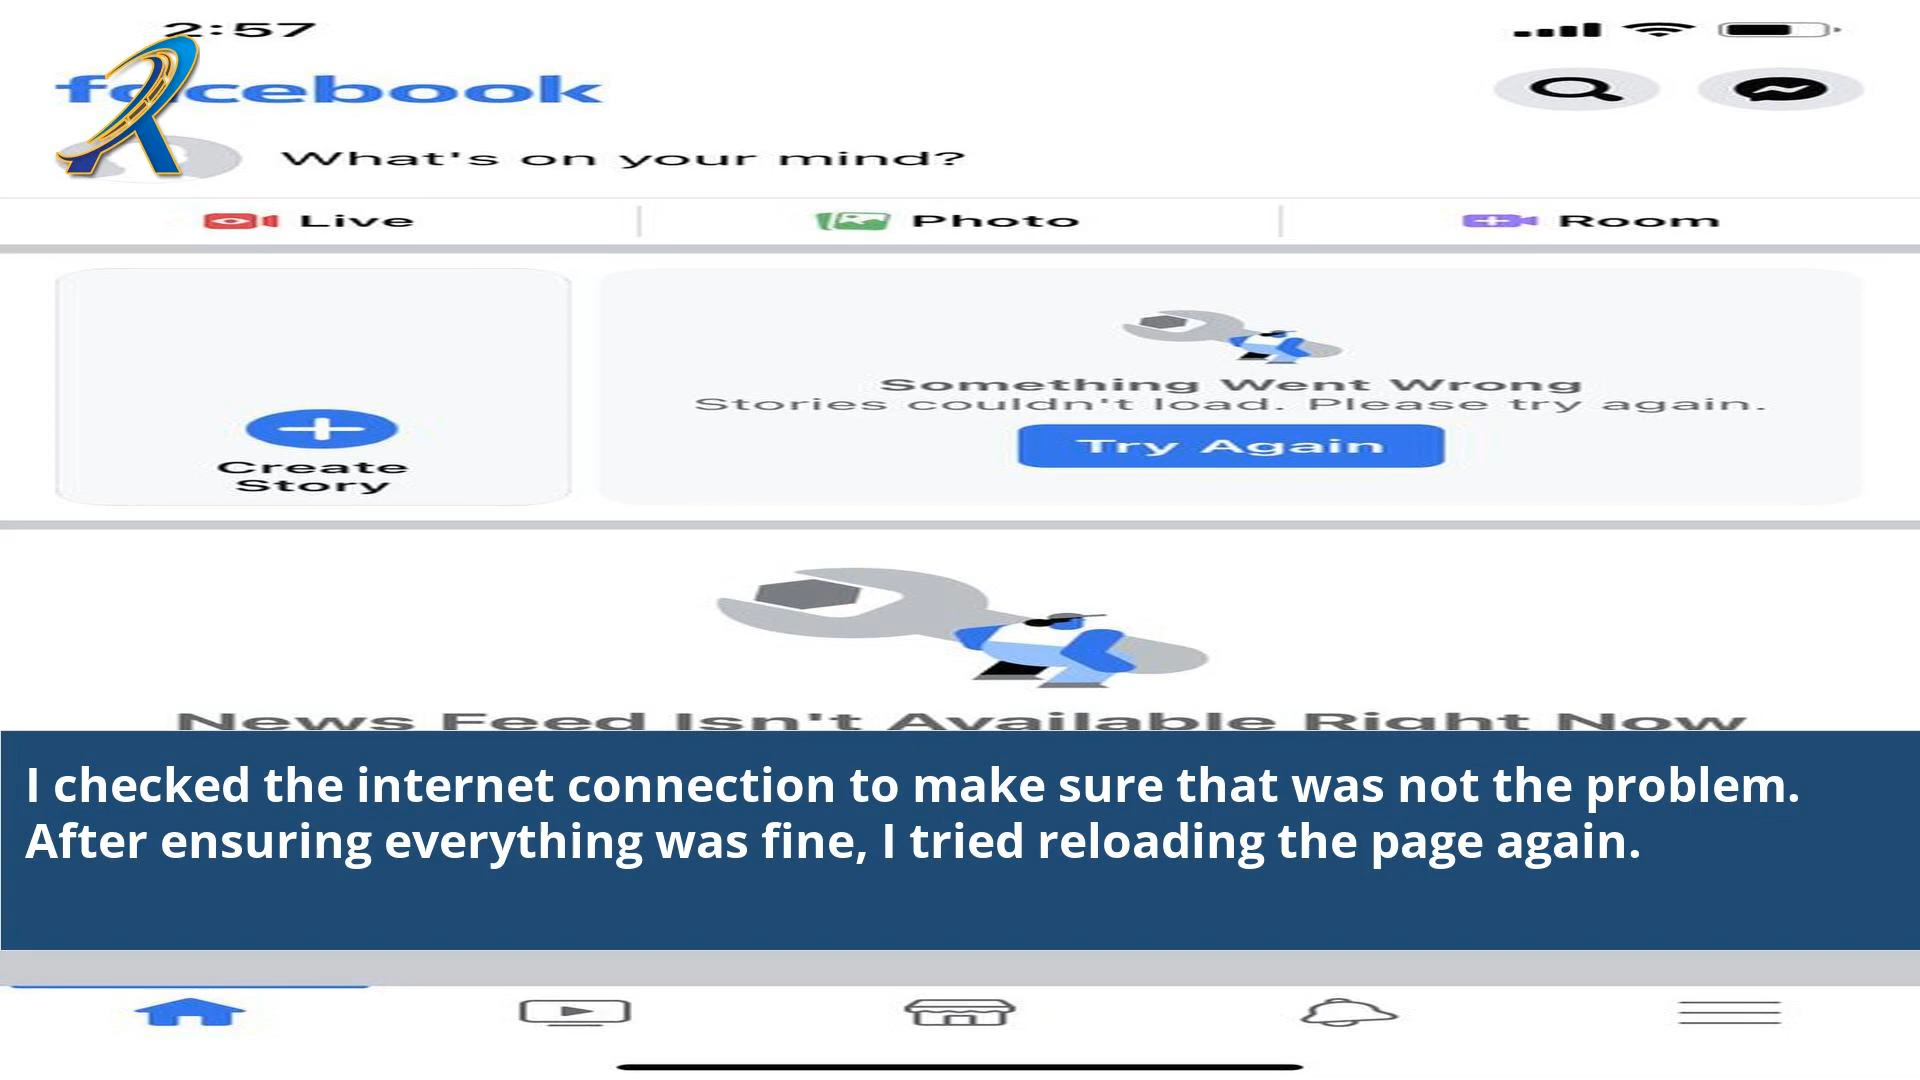 2:57
facebook
What's on your mind?
Live
Photo
Room
Create
Story
Something Went Wrong
Stories couldn't load. Please try again.
Try Again
News Feed Isn't Available Right Now
I checked the internet connection to make sure that was not the problem.
After ensuring everything was fine, I tried reloading the page again.